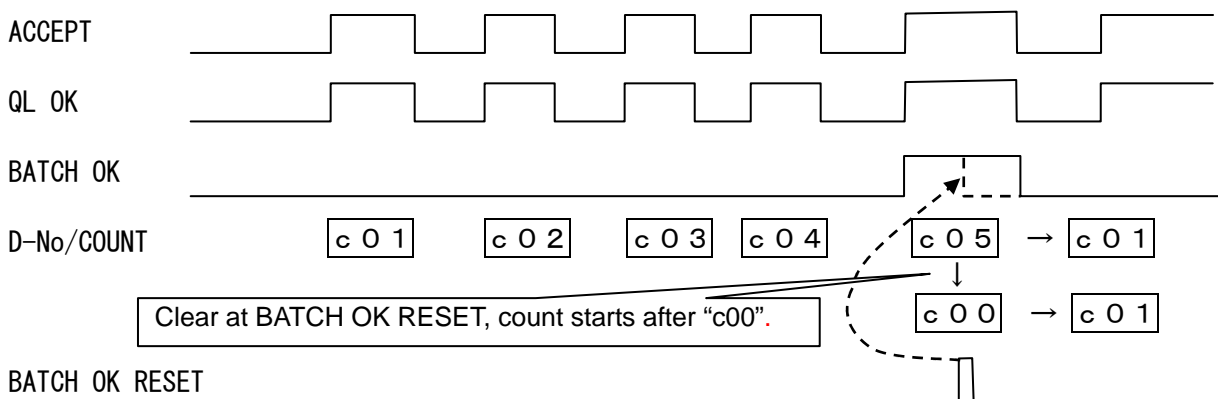 ACCEPT
QL OK
BATCH OK
D-No/COUNT c01 c02 c03 c04 c05 → c01
↓
Clear at BATCH OK RESET, count starts after “c00”. c00 → c01
BATCH OK RESET